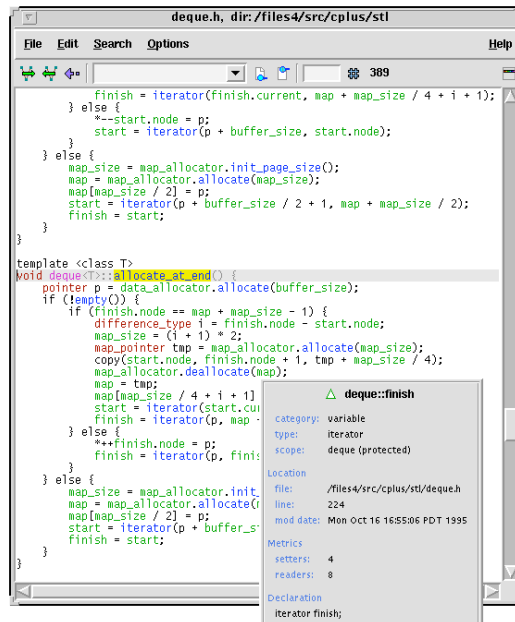 deque.h, dir:/files4/src/cplus/stl
File Edit Search Options Help
389
finish = iterator(finish.current, map + map_size / 4 + i + 1);
} else {
*--start.node = p;
start = iterator(p + buffer_size, start.node);
}
} else {
map_size = map_allocator.init_page_size();
map = map_allocator.allocate(map_size);
map[map_size / 2] = p;
start = iterator(p + buffer_size / 2 + 1, map + map_size / 2);
finish = start;
}
}
template <class T>
void deque<T>::allocate_at_end() {
pointer p = data_allocator.allocate(buffer_size);
if (!empty()) {
if (finish.node == map + map_size - 1) {
difference_type i = finish.node - start.node;
map_size = (i + 1) * 2;
map_pointer tmp = map_allocator.allocate(map_size);
copy(start.node, finish.node + 1, tmp + map_size / 4);
map_allocator.deallocate(map);
map = tmp;
map[map_size / 4 + i + 1]
start = iterator(start.cu
finish = iterator(p, map
} else {
*++finish.node = p;
finish = iterator(p, finis
}
} else {
map_size = map_allocator.init_
map = map_allocator.allocate(
map[map_size / 2] = p;
start = iterator(p + buffer_s
finish = start;
}
}
deque::finish
category: variable
type: iterator
scope: deque (protected)
Location
file: /files4/src/cplus/stl/deque.h
line: 224
mod date: Mon Oct 16 16:55:06 PDT 1995
Metrics
setters: 4
readers: 8
Declaration
iterator finish;